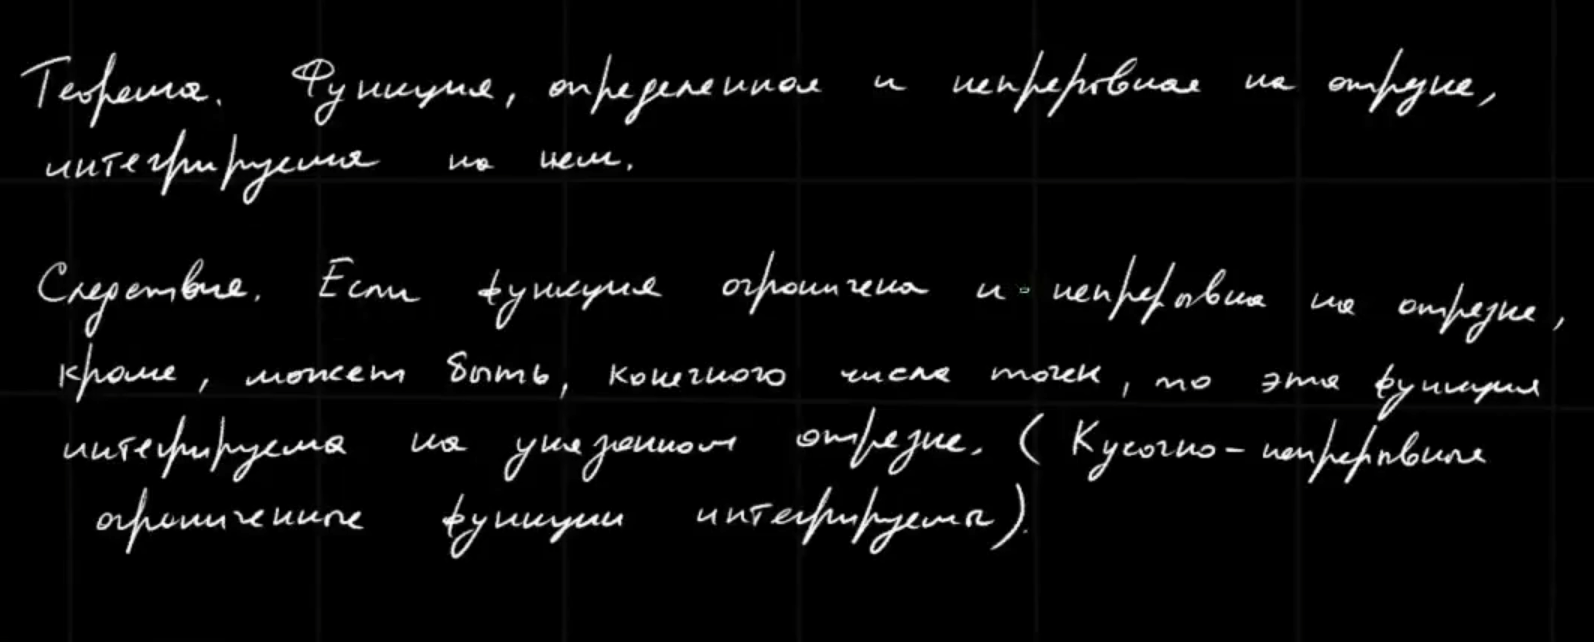 Теорема. Функция, определенная и непрерывная на отрезке,
интегрируема на нем.
Следствие. Если функция ограничена и непрерывна на отрезке,
кроме, может быть, конечного числа точек, то эта функция
интегрируема на указанном отрезке. (Кусочно-непрерывные
ограниченные функции интегрируемы).